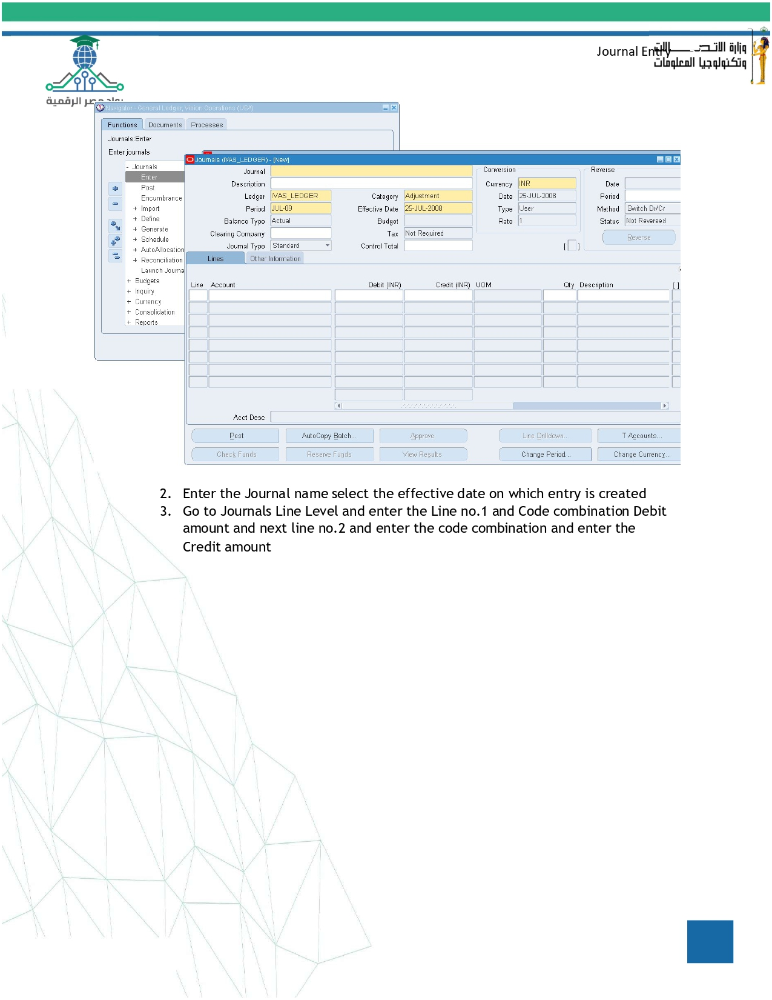 Journal Entry
وزارة الاتصالات
وتكنولوجيا المعلومات
رواد مصر الرقمية
Navigator - General Ledger, Vision Operations (USA)
Functions Documents Processes
Journals:Enter
Enter journals
- Journals
Enter
Post
Encumbrance
+ Import
+ Define
+ Generate
+ Schedule
+ AutoAllocation
+ Reconciliation
Launch Journa
+ Budgets
+ Inquiry
+ Currency
+ Consolidation
+ Reports
Journals (IVAS_LEDGER) - [New]
Journal Conversion Reverse
Description Currency INR Date
Ledger IVAS_LEDGER Category Adjustment Date 25-JUL-2008 Period
Period JUL-09 Effective Date 25-JUL-2008 Type User Method Switch Dr/Cr
Balance Type Actual Budget Rate 1 Status Not Reversed
Clearing Company Tax Not Required Reverse
Journal Type Standard Control Total [ ]
Lines Other Information
Line Account Debit (INR) Credit (INR) UOM Qty Description [ ]
Acct Desc
Post AutoCopy Batch... Approve Line Drilldown... T Accounts...
Check Funds Reserve Funds View Results Change Period... Change Currency...
2. Enter the Journal name select the effective date on which entry is created
3. Go to Journals Line Level and enter the Line no.1 and Code combination Debit
amount and next line no.2 and enter the code combination and enter the
Credit amount